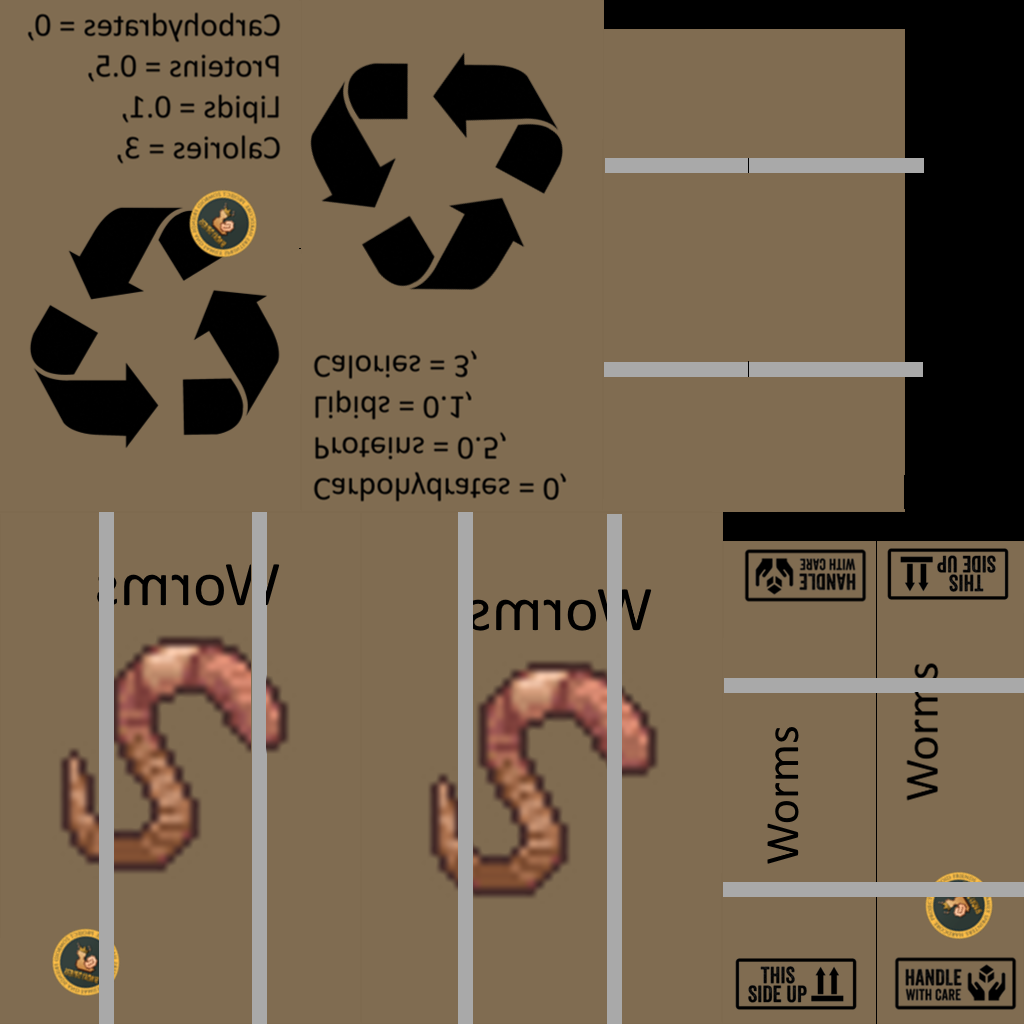 Carbohydrates = 0,
Proteins = 0.5,
Lipids = 0.1,
Calories = 3,
Calories = 3,
Lipids = 0.1,
Proteins = 0.5,
Carbohydrates = 0,
Worms
Worms
HANDLE
WITH CARE
THIS
SIDE UP
Worms
Worms
THIS
SIDE UP
HANDLE
WITH CARE